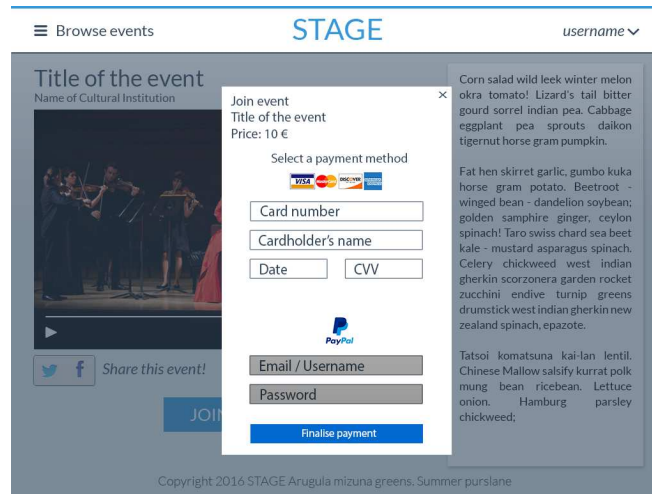 Browse events
STAGE
username
Title of the event
Name of Cultural Institution
Join event
Title of the event
Price: 10 €
Select a payment method
VISA MasterCard DISCOVER
Card number
Cardholder's name
Date
CVV
PayPal
Email / Username
Password
Finalise payment
Share this event!
JOI
Corn salad wild leek winter melon
okra tomato! Lizard's tail bitter
gourd sorrel indian pea. Cabbage
eggplant pea sprouts daikon
tigernut horse gram pumpkin.
Fat hen skirret garlic, gumbo kuka
horse gram potato. Beetroot -
winged bean - dandelion soybean;
golden samphire ginger, ceylon
spinach! Taro swiss chard sea beet
kale - mustard asparagus spinach.
Celery chickweed west indian
gherkin scorzonera garden rocket
zucchini endive turnip greens
drumstick west indian gherkin new
zealand spinach, epazote.
Tatsoi komatsuna kai-lan lentil.
Chinese Mallow salsify kurrat polk
mung bean ricebean. Lettuce
onion. Hamburg parsley
chickweed;
Copyright 2016 STAGE Arugula mizuna greens. Summer purslane